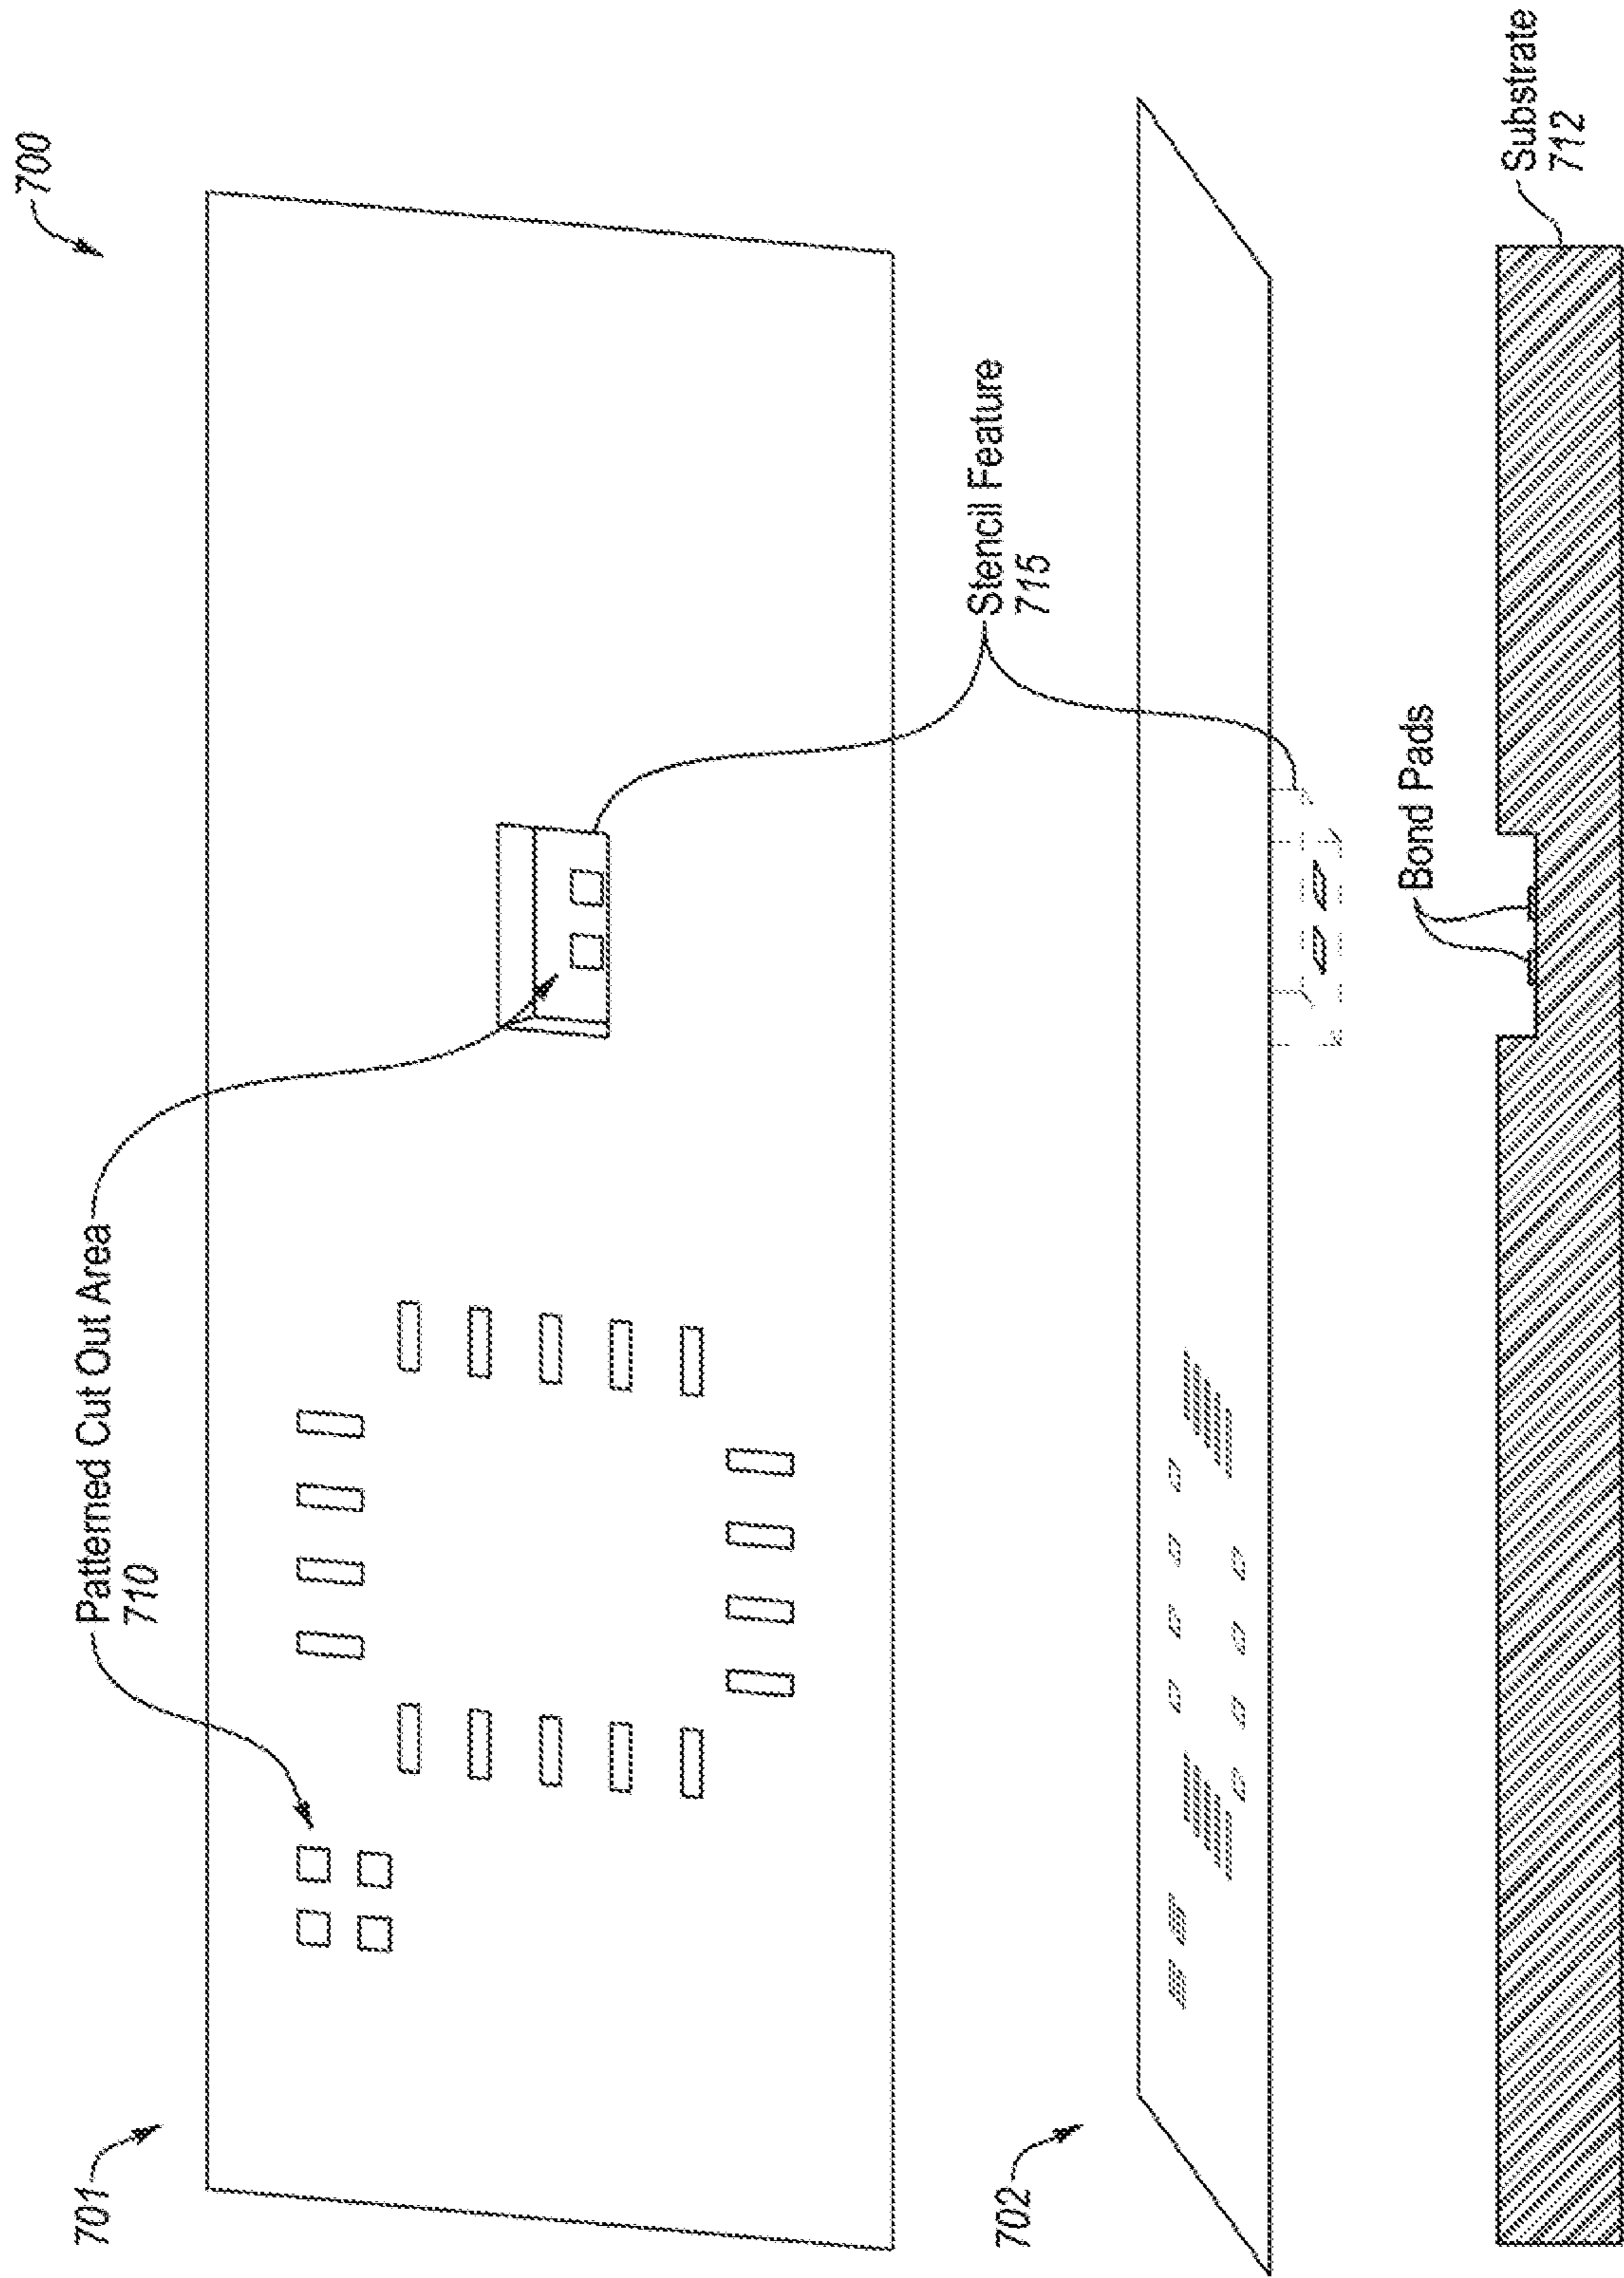 700
701
Patterned Cut Out Area
710
Stencil Feature
715
702
Bond Pads
Substrate
712